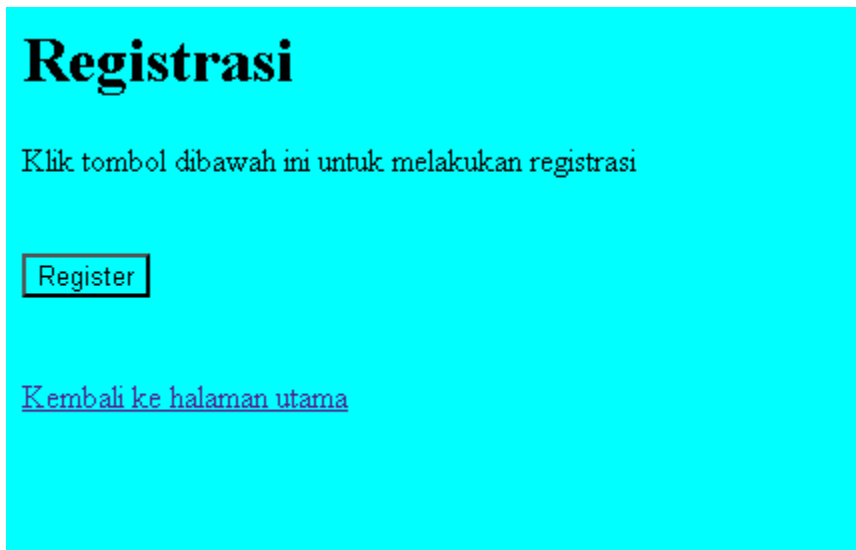 Registrasi
Klik tombol dibawah ini untuk melakukan registrasi
Register
Kembali ke halaman utama